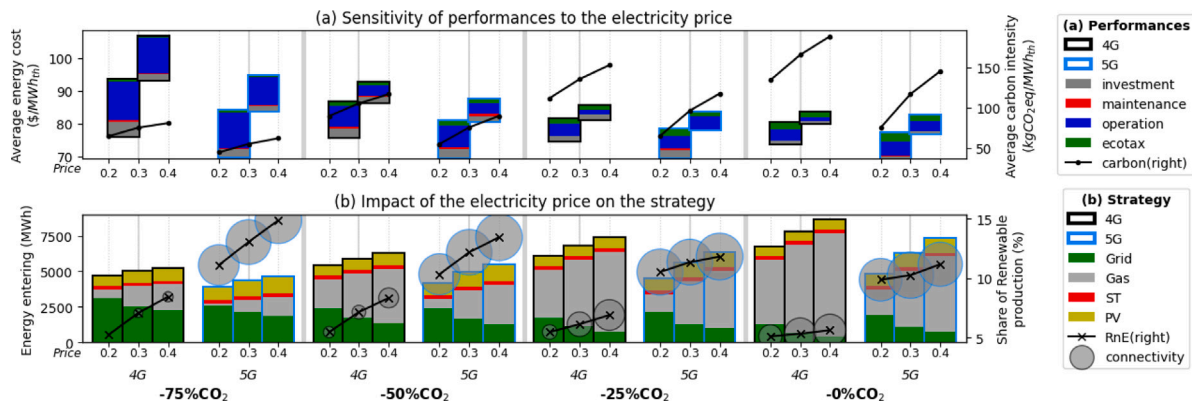 (a) Sensitivity of performances to the electricity price
Average energy cost
($/MWh_th)
100
90
80
70
150
100
50
Average carbon intensity
(kgCO₂eq/MWh_th)
Price 0.2 0.3 0.4 0.2 0.3 0.4 0.2 0.3 0.4 0.2 0.3 0.4 0.2 0.3 0.4 0.2 0.3 0.4 0.2 0.3 0.4 0.2 0.3 0.4
(a) Performances
4G
5G
investment
maintenance
operation
ecotax
carbon(right)
(b) Impact of the electricity price on the strategy
Energy entering (MWh)
7500
5000
2500
0
15
10
5
Share of Renewable
production (%)
Price 0.2 0.3 0.4 0.2 0.3 0.4 0.2 0.3 0.4 0.2 0.3 0.4 0.2 0.3 0.4 0.2 0.3 0.4 0.2 0.3 0.4 0.2 0.3 0.4
4G 5G 4G 5G 4G 5G 4G 5G
-75%CO₂ -50%CO₂ -25%CO₂ -0%CO₂
(b) Strategy
4G
5G
Grid
Gas
ST
PV
RnE(right)
connectivity